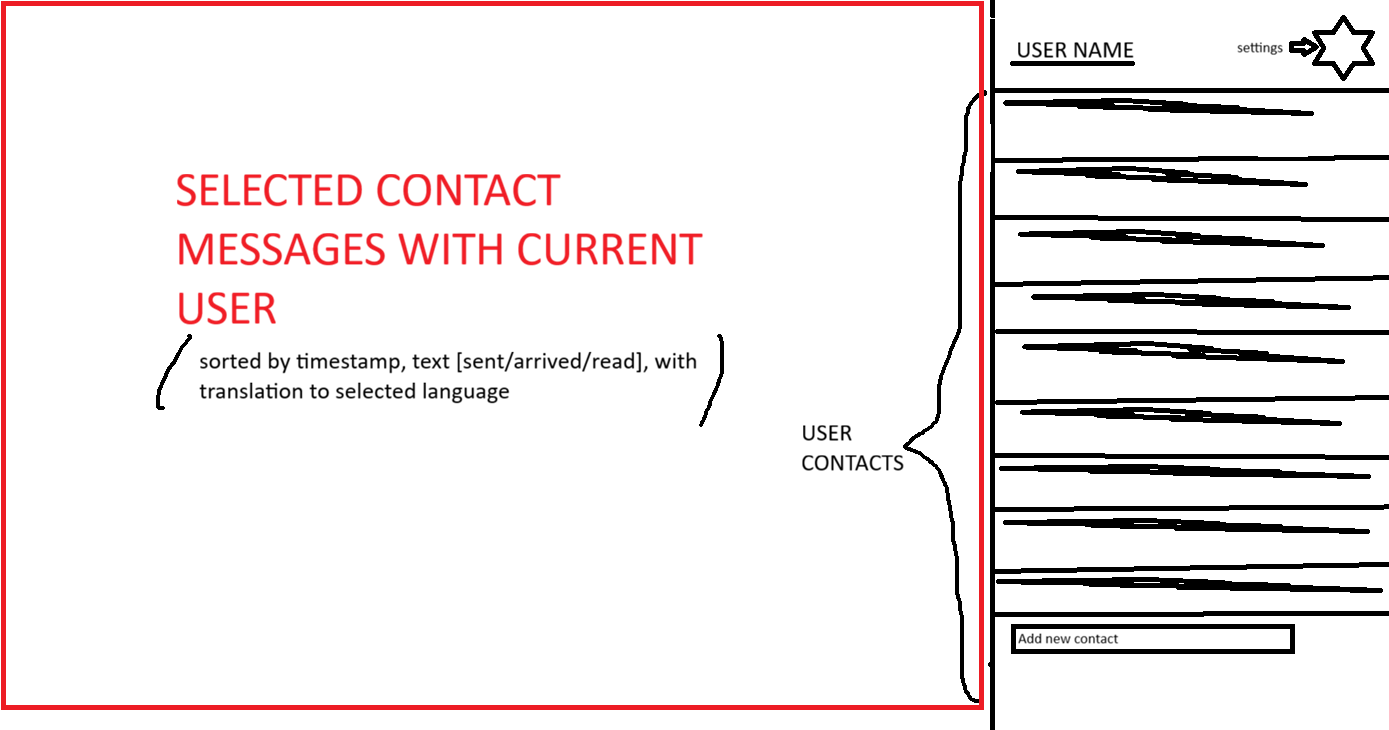 USER NAME
settings
SELECTED CONTACT
MESSAGES WITH CURRENT
USER
sorted by timestamp, text [sent/arrived/read], with
translation to selected language
USER
CONTACTS
Add new contact